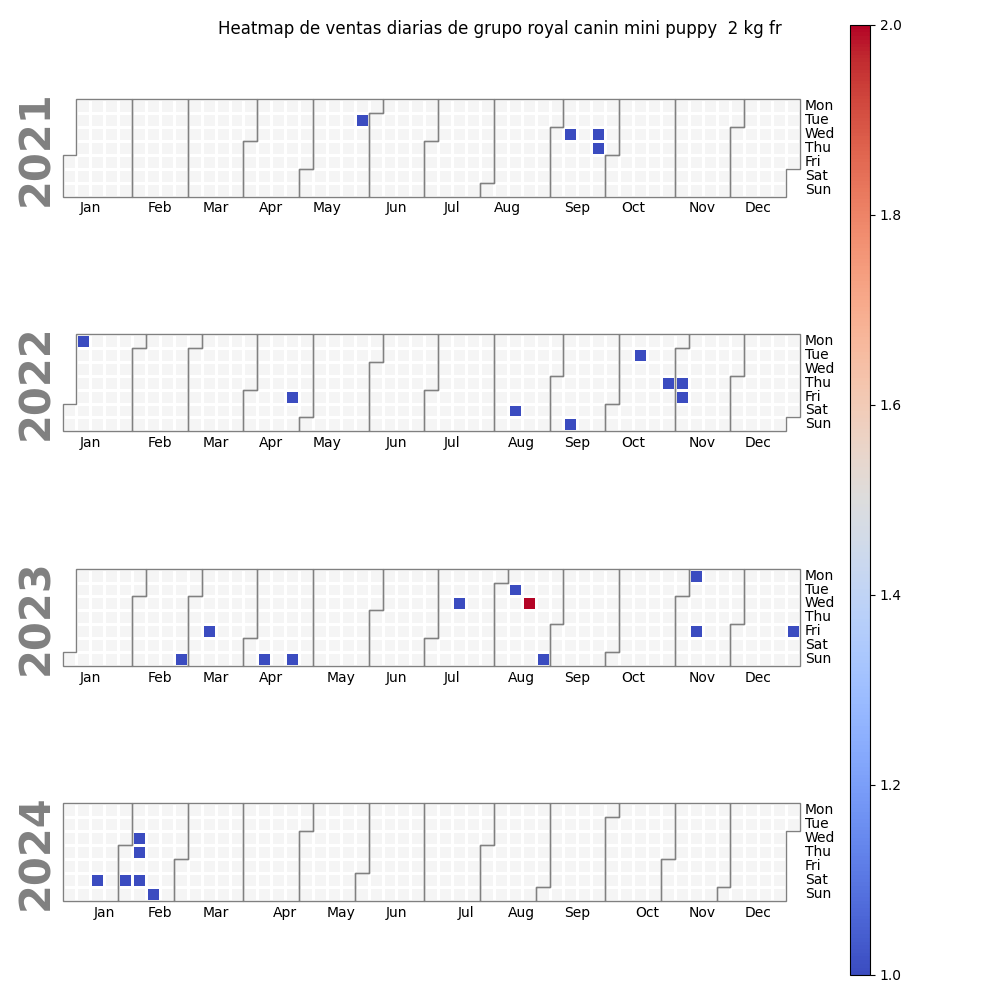 Heatmap de ventas diarias de grupo royal canin mini puppy  2 kg fr
2021
Mon
Tue
Wed
Thu
Fri
Sat
Sun
Jan Feb Mar Apr May Jun Jul Aug Sep Oct Nov Dec
2022
Mon
Tue
Wed
Thu
Fri
Sat
Sun
Jan Feb Mar Apr May Jun Jul Aug Sep Oct Nov Dec
2023
Mon
Tue
Wed
Thu
Fri
Sat
Sun
Jan Feb Mar Apr May Jun Jul Aug Sep Oct Nov Dec
2024
Mon
Tue
Wed
Thu
Fri
Sat
Sun
Jan Feb Mar Apr May Jun Jul Aug Sep Oct Nov Dec
2.0
1.8
1.6
1.4
1.2
1.0